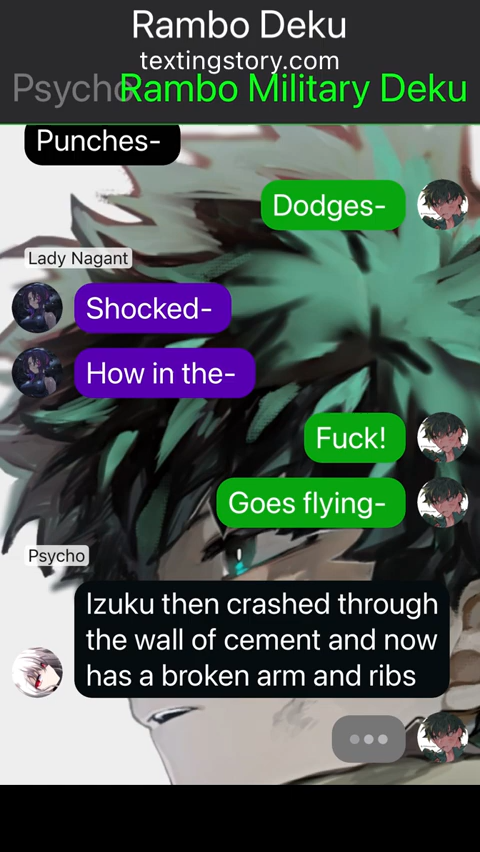 Rambo Deku
textingstory.com
Psycho Rambo Military Deku
Punches-
Dodges-
Lady Nagant
Shocked-
How in the-
Fuck!
Goes flying-
Psycho
Izuku then crashed through
the wall of cement and now
has a broken arm and ribs